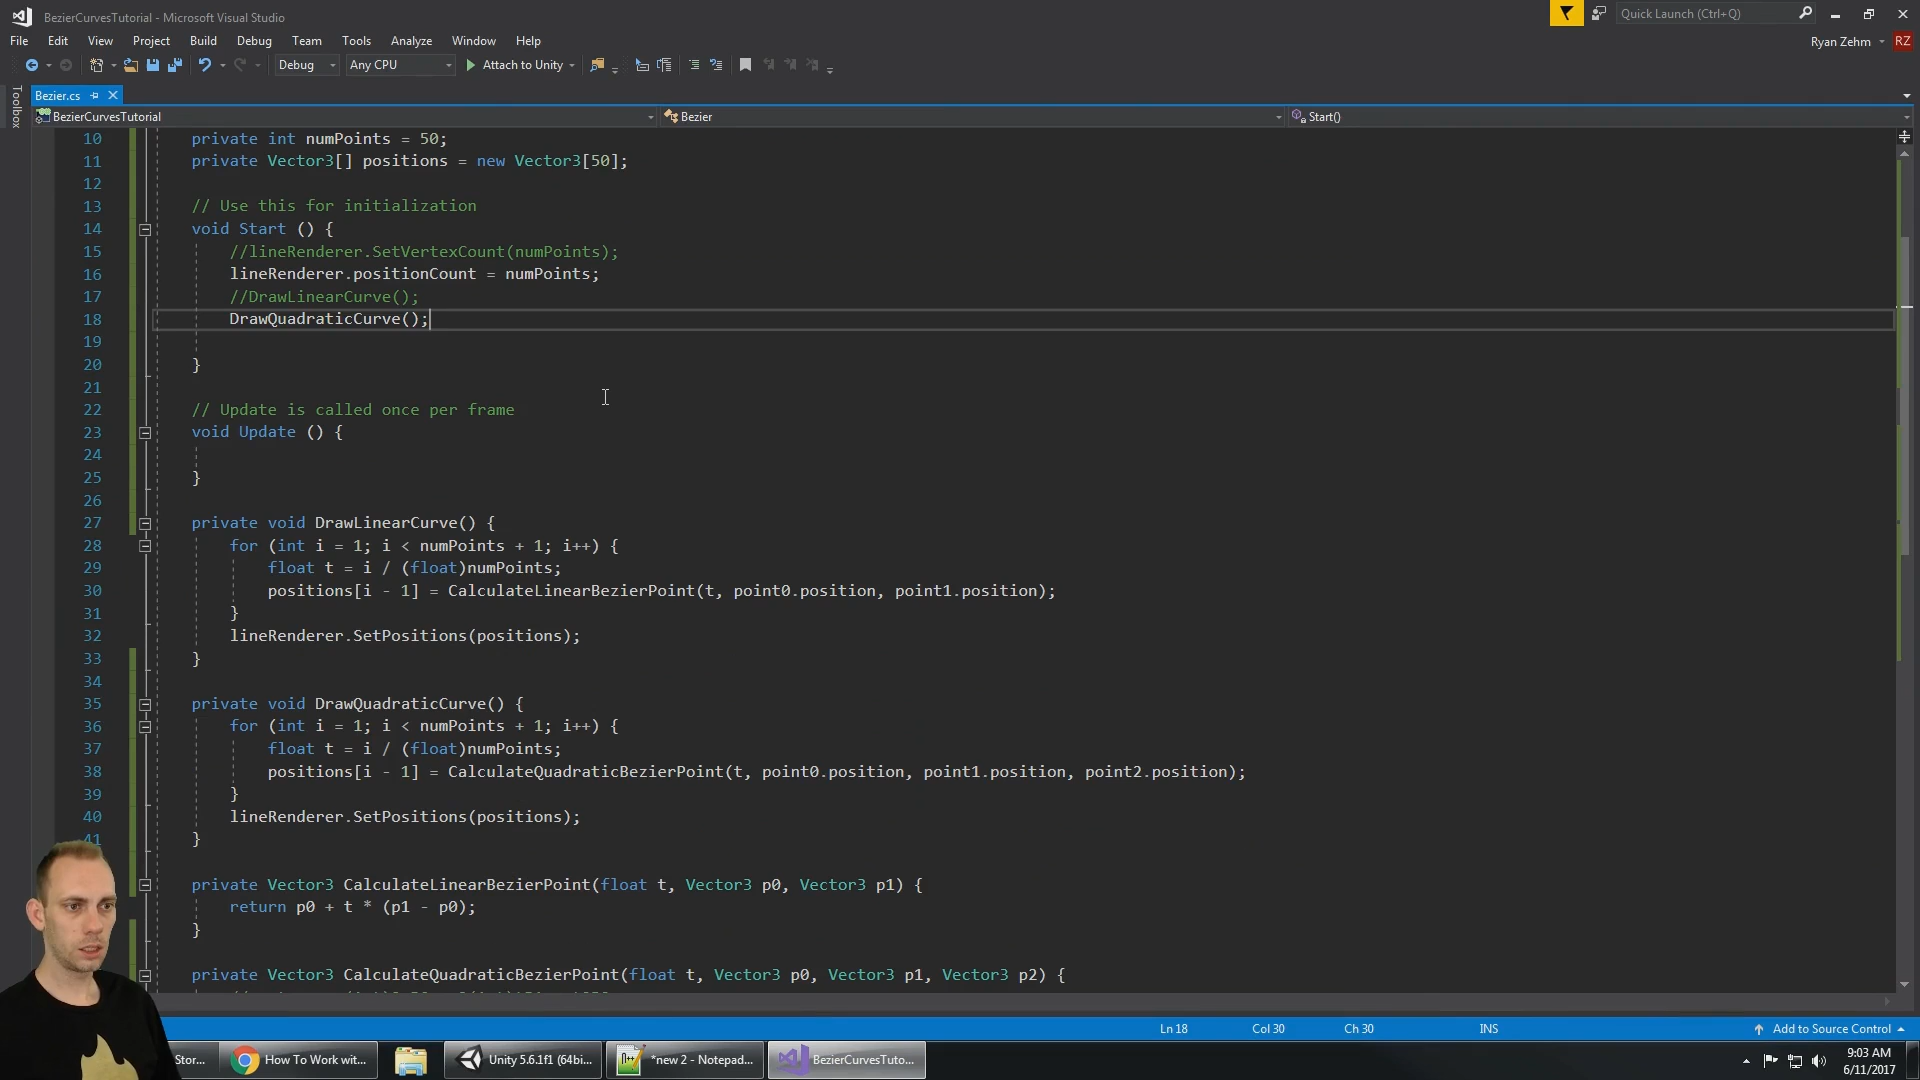 BezierCurvesTutorial - Microsoft Visual Studio
Quick Launch (Ctrl+Q)
File Edit View Project Build Debug Team Tools Analyze Window Help
Ryan Zehm RZ
Debug Any CPU Attach to Unity
Toolbox
Bezier.cs
BezierCurvesTutorial Bezier Start()
10 private int numPoints = 50;
11 private Vector3[] positions = new Vector3[50];
12
13 // Use this for initialization
14 void Start () {
15 //lineRenderer.SetVertexCount(numPoints);
16 lineRenderer.positionCount = numPoints;
17 //DrawLinearCurve();
18 DrawQuadraticCurve();
19
20 }
21
22 // Update is called once per frame
23 void Update () {
24
25 }
26
27 private void DrawLinearCurve() {
28 for (int i = 1; i < numPoints + 1; i++) {
29 float t = i / (float)numPoints;
30 positions[i - 1] = CalculateLinearBezierPoint(t, point0.position, point1.position);
31 }
32 lineRenderer.SetPositions(positions);
33 }
34
35 private void DrawQuadraticCurve() {
36 for (int i = 1; i < numPoints + 1; i++) {
37 float t = i / (float)numPoints;
38 positions[i - 1] = CalculateQuadraticBezierPoint(t, point0.position, point1.position, point2.position);
39 }
40 lineRenderer.SetPositions(positions);
41 }
private Vector3 CalculateLinearBezierPoint(float t, Vector3 p0, Vector3 p1) {
return p0 + t * (p1 - p0);
}
private Vector3 CalculateQuadraticBezierPoint(float t, Vector3 p0, Vector3 p1, Vector3 p2) {
Ln 18 Col 30 Ch 30 INS Add to Source Control
Stor... How To Work wit... Unity 5.6.1f1 (64bi... *new 2 - Notepad... BezierCurvesTuto...
9:03 AM
6/11/2017